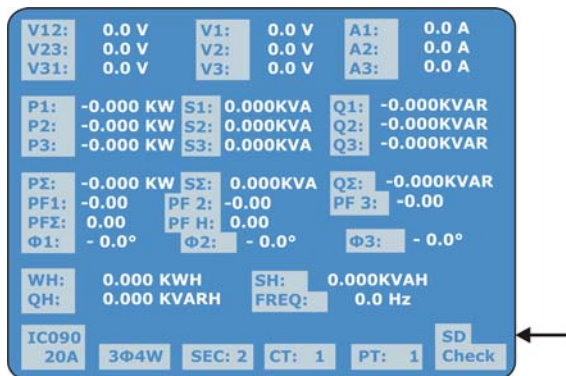 V12: 0.0 V V1: 0.0 V A1: 0.0 A
V23: 0.0 V V2: 0.0 V A2: 0.0 A
V31: 0.0 V V3: 0.0 V A3: 0.0 A
P1: -0.000 KW S1: 0.000KVA Q1: -0.000KVAR
P2: -0.000 KW S2: 0.000KVA Q2: -0.000KVAR
P3: -0.000 KW S3: 0.000KVA Q3: -0.000KVAR
PΣ: -0.000 KW SΣ: 0.000KVA QΣ: -0.000KVAR
PF1: -0.00 PF 2: -0.00 PF 3: -0.00
PFΣ: 0.00 PF H: 0.00
Φ1: - 0.0° Φ2: - 0.0° Φ3: - 0.0°
WH: 0.000 KWH SH: 0.000KVAH
QH: 0.000 KVARH FREQ: 0.0 Hz
IC090 SD
20A 3Φ4W SEC: 2 CT: 1 PT: 1 Check